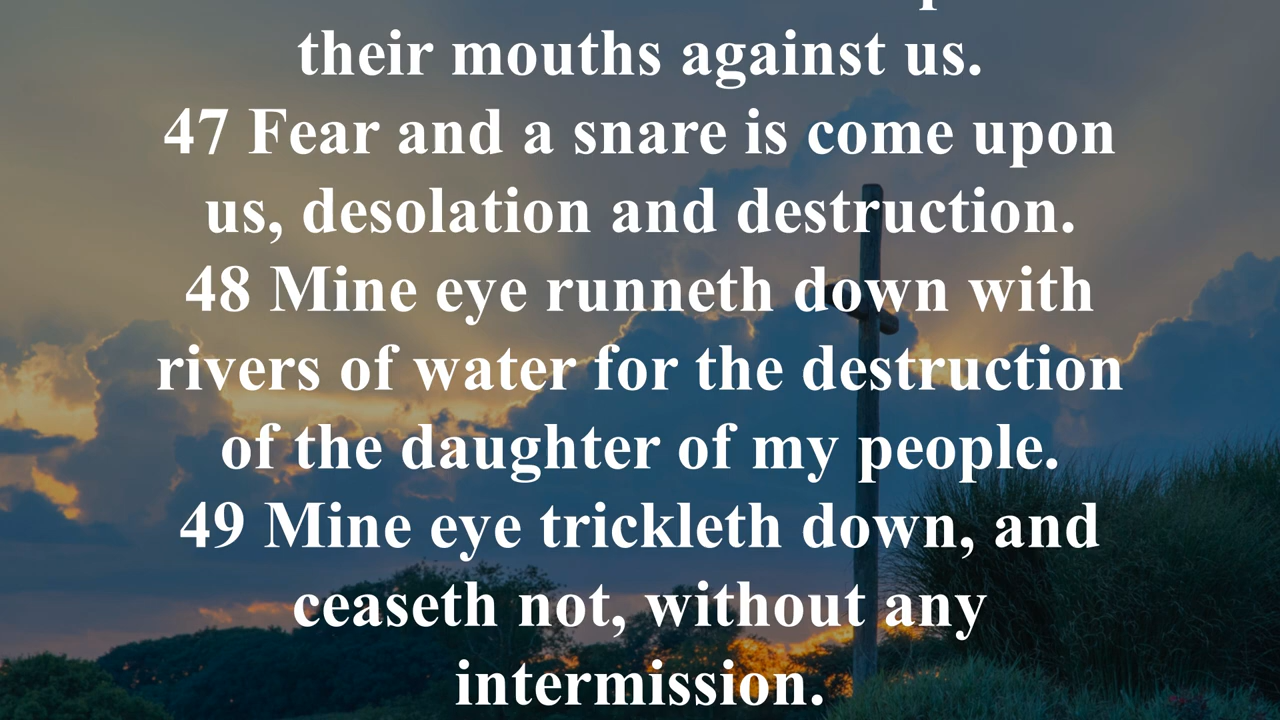 their mouths against us.
47 Fear and a snare is come upon
us, desolation and destruction.
48 Mine eye runneth down with
rivers of water for the destruction
of the daughter of my people.
49 Mine eye trickleth down, and
ceaseth not, without any
intermission.